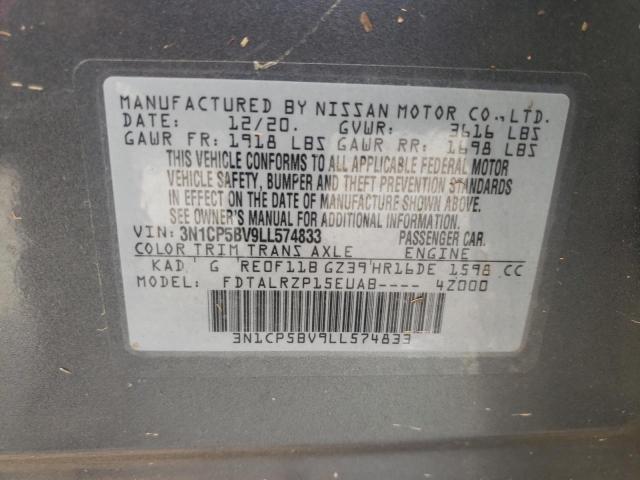 MANUFACTURED BY NISSAN MOTOR CO., LTD.
DATE: 12/20. GVWR: 3616 LBS
GAWR FR: 1918 LBS GAWR RR: 1698 LBS
THIS VEHICLE CONFORMS TO ALL APPLICABLE FEDERAL MOTOR
VEHICLE SAFETY, BUMPER AND THEFT PREVENTION STANDARDS
IN EFFECT ON THE DATE OF MANUFACTURE SHOWN ABOVE.
SEE OWNER'S MANUAL FOR ADDITIONAL INFORMATION.
VIN: 3N1CP5BV9LL574833 PASSENGER CAR.
COLOR TRIM TRANS AXLE ENGINE
KAD G RE0F11B GZ39 HR16DE 1598 CC
MODEL: FDTALRZP15EUAB---- 4Z000
3N1CP5BV9LL574833